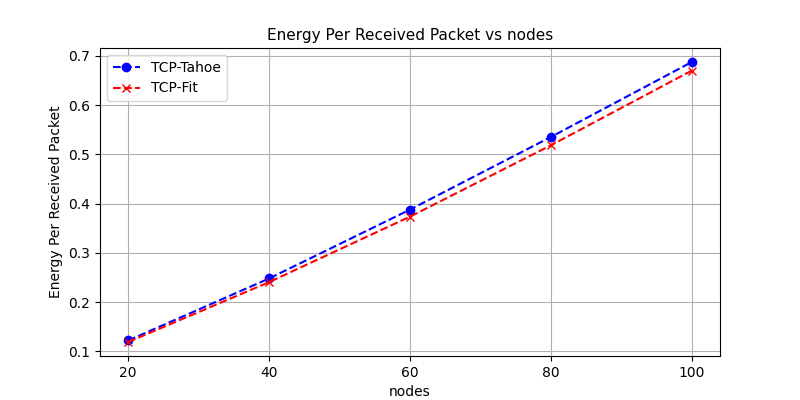 Energy Per Received Packet vs nodes
TCP-Tahoe
TCP-Fit
Energy Per Received Packet
0.7
0.6
0.5
0.4
0.3
0.2
0.1
20 40 60 80 100
nodes